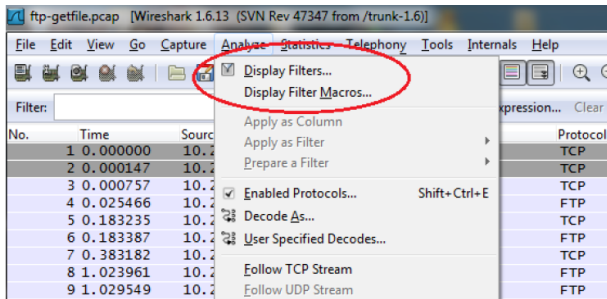 ftp-getfile.pcap [Wireshark 1.6.13 (SVN Rev 47347 from /trunk-1.6)]
File Edit View Go Capture Analyze Statistics Telephony Tools Internals Help
Display Filters...
Display Filter Macros...
Filter: xpression... Clear
Apply as Column
Apply as Filter
Prepare a Filter
Enabled Protocols... Shift+Ctrl+E
Decode As...
User Specified Decodes...
Follow TCP Stream
Follow UDP Stream
No. Time Sourc Protocol
1 0.000000 10.2 TCP
2 0.000147 10.2 TCP
3 0.000757 10.2 TCP
4 0.025466 10.2 FTP
5 0.183235 10.2 TCP
6 0.183387 10.2 FTP
7 0.383182 10.2 TCP
8 1.023961 10.2 FTP
9 1.029549 10.2 FTP